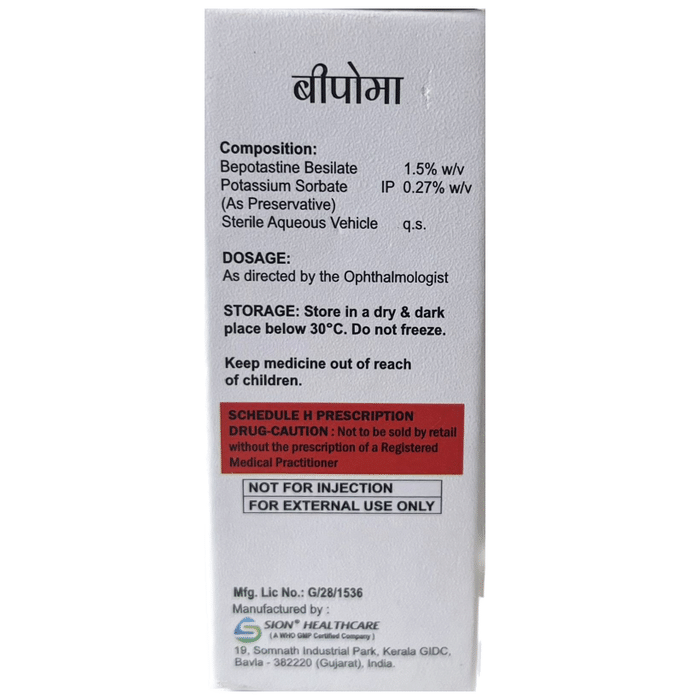 बीपोमा
Composition:
Bepotastine Besilate 1.5% w/v
Potassium Sorbate IP 0.27% w/v
(As Preservative)
Sterile Aqueous Vehicle q.s.
DOSAGE:
As directed by the Ophthalmologist
STORAGE: Store in a dry & dark
place below 30°C. Do not freeze.
Keep medicine out of reach
of children.
SCHEDULE H PRESCRIPTION
DRUG-CAUTION : Not to be sold by retail
without the prescription of a Registered
Medical Practitioner
NOT FOR INJECTION
FOR EXTERNAL USE ONLY
Mfg. Lic No.: G/28/1536
Manufactured by :
SION® HEALTHCARE
( A WHO GMP Certified Company )
19, Somnath Industrial Park, Kerala GIDC,
Bavla - 382220 (Gujarat), India.